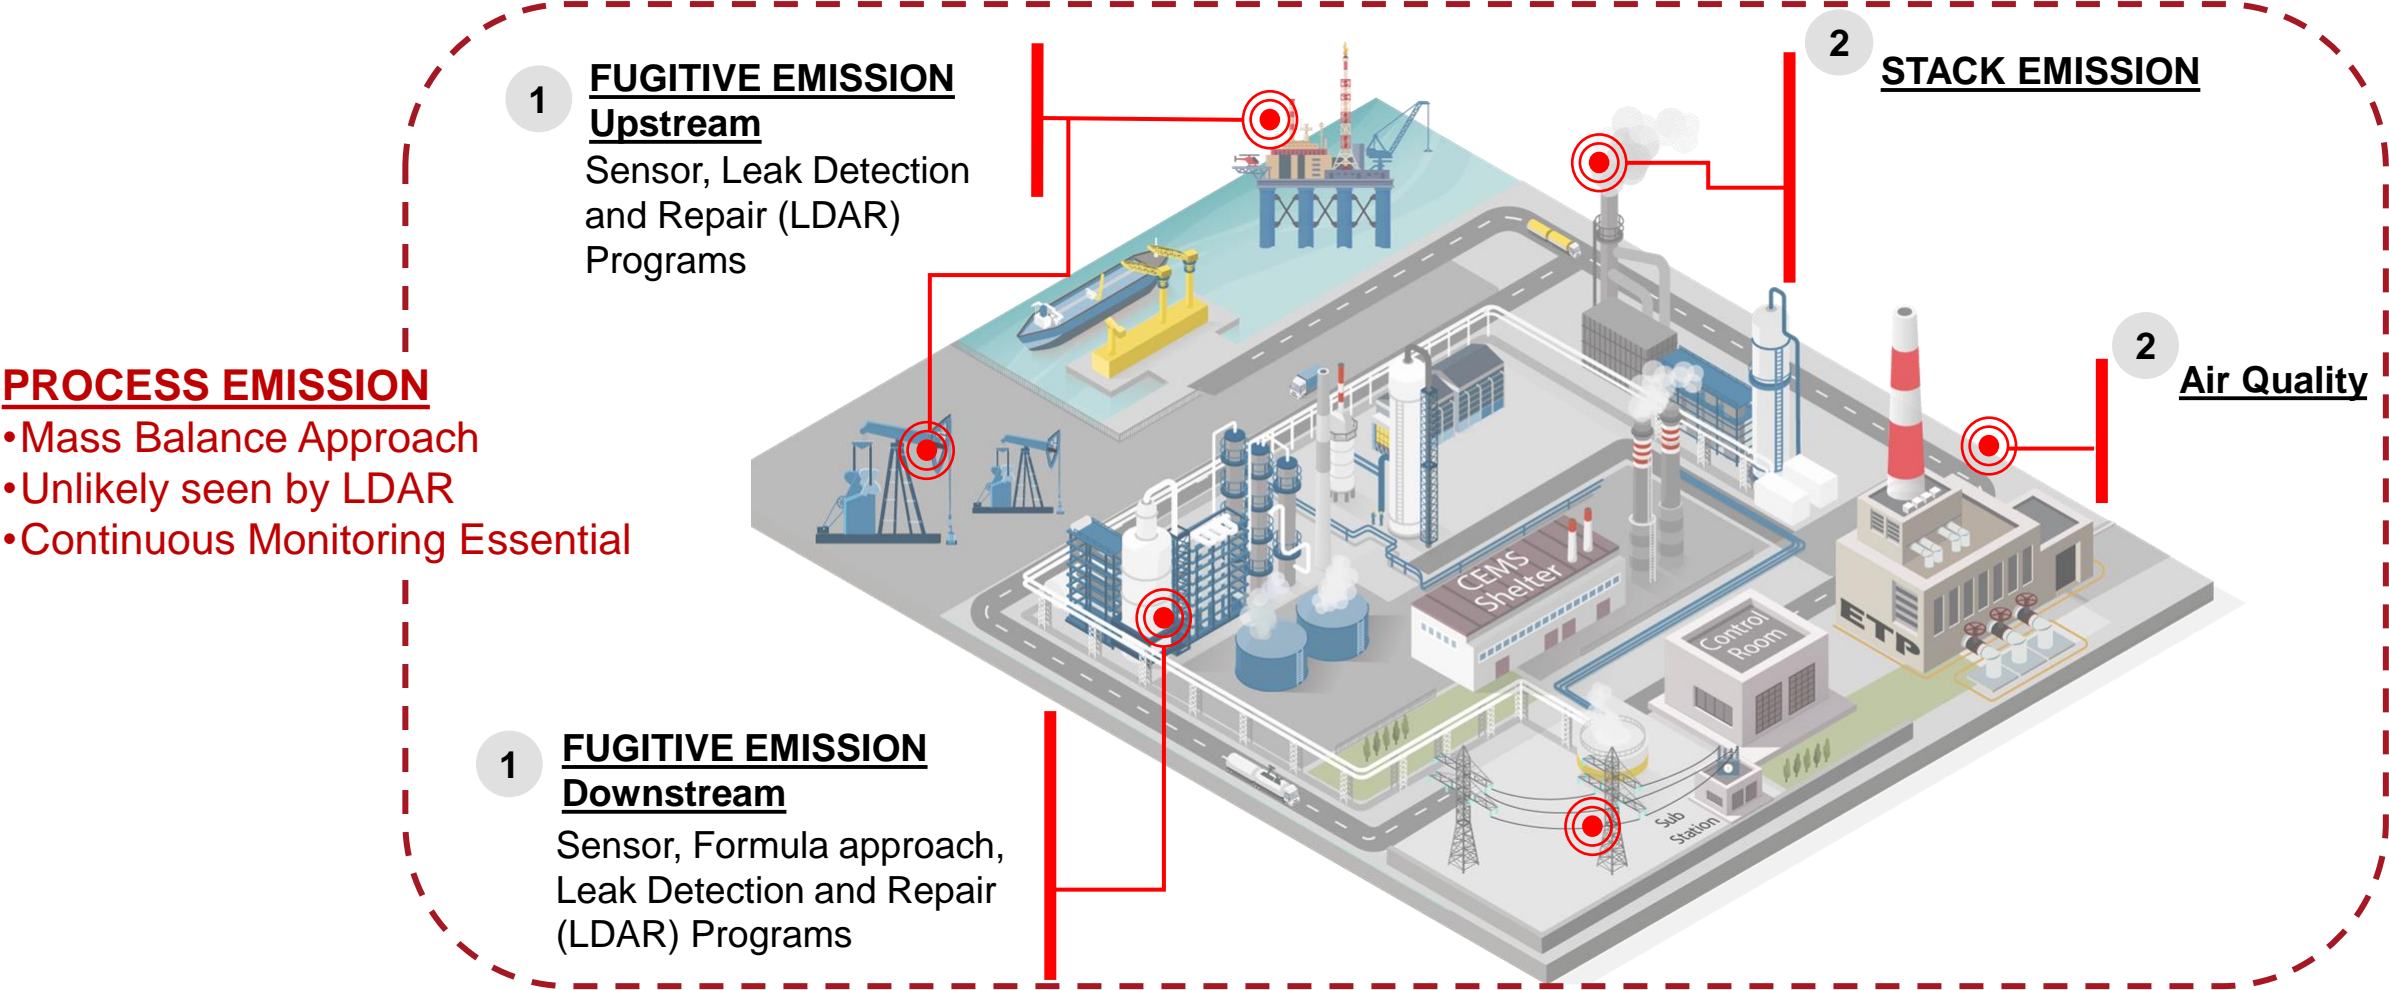 1
FUGITIVE EMISSION
Upstream
Sensor, Leak Detection
and Repair (LDAR)
Programs
2
STACK EMISSION
2
Air Quality
PROCESS EMISSION
•Mass Balance Approach
•Unlikely seen by LDAR
•Continuous Monitoring Essential
CEMS
Shelter
Control
Room
ETP
Sub
Station
1
FUGITIVE EMISSION
Downstream
Sensor, Formula approach,
Leak Detection and Repair
(LDAR) Programs